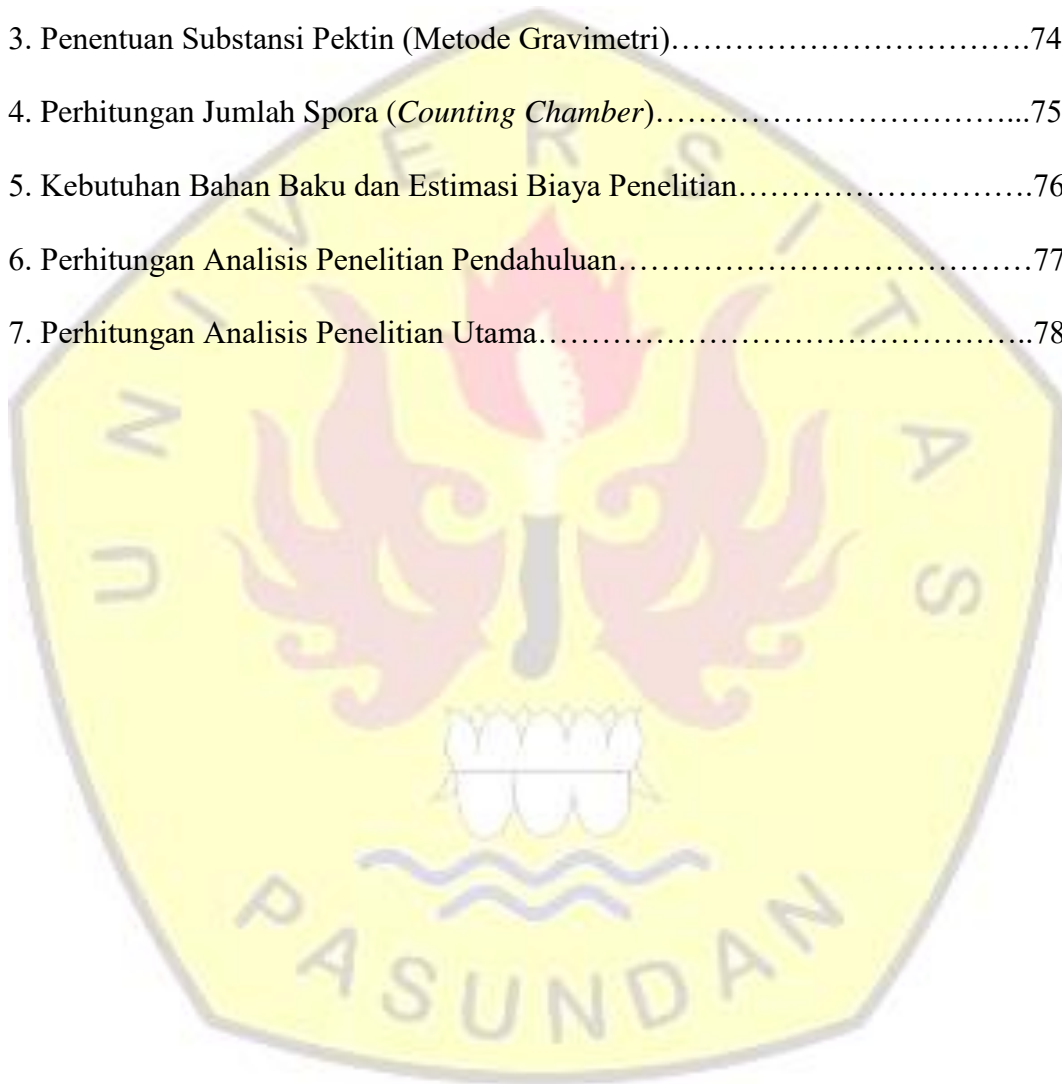 3. Penentuan Substansi Pektin (Metode Gravimetri)…………………………….74
4. Perhitungan Jumlah Spora (Counting Chamber)……………………………...75
5. Kebutuhan Bahan Baku dan Estimasi Biaya Penelitian……………………….76
6. Perhitungan Analisis Penelitian Pendahuluan…………………………………77
7. Perhitungan Analisis Penelitian Utama………………………………………..78
UNIVERSITAS
PASUNDAN